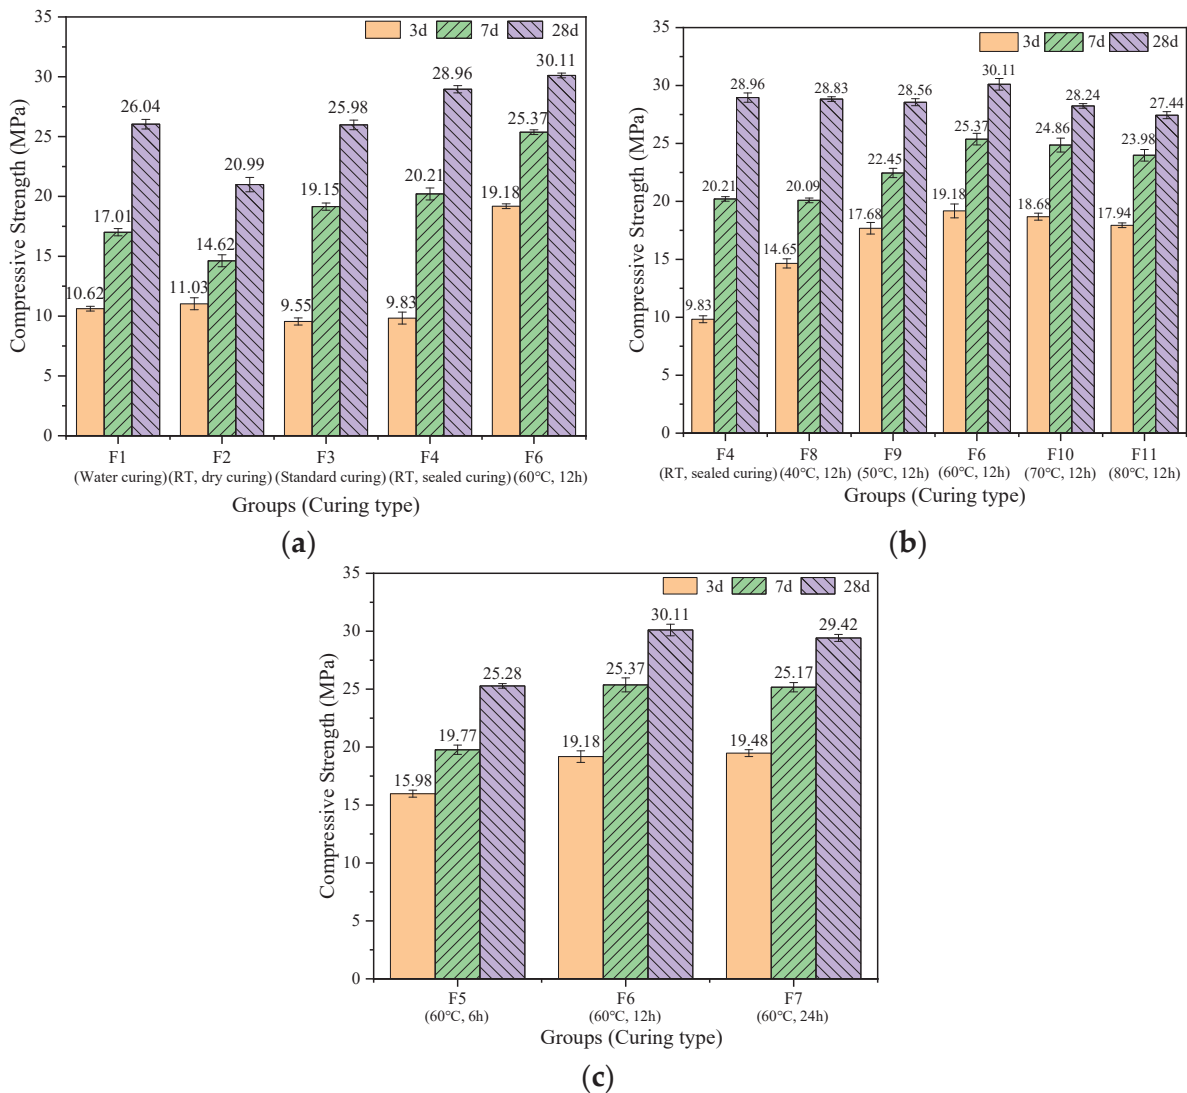 35
30
25
20
15
10
5
0
Compressive Strength (MPa)
3d 7d 28d
10.62 17.01 26.04
11.03 14.62 20.99
9.55 19.15 25.98
9.83 20.21 28.96
19.18 25.37 30.11
F1 F2 F3 F4 F6
(Water curing) (RT, dry curing) (Standard curing) (RT, sealed curing) (60°C, 12h)
Groups (Curing type)
(a)
35
30
25
20
15
10
5
0
Compressive Strength (MPa)
3d 7d 28d
9.83 20.21 28.96
14.65 20.09 28.83
17.68 22.45 28.56
19.18 25.37 30.11
18.68 24.86 28.24
17.94 23.98 27.44
F4 F8 F9 F6 F10 F11
(RT, sealed curing) (40°C, 12h) (50°C, 12h) (60°C, 12h) (70°C, 12h) (80°C, 12h)
Groups (Curing type)
(b)
35
30
25
20
15
10
5
0
Compressive Strength (MPa)
3d 7d 28d
15.98 19.77 25.28
19.18 25.37 30.11
19.48 25.17 29.42
F5 F6 F7
(60°C, 6h) (60°C, 12h) (60°C, 24h)
Groups (Curing type)
(c)